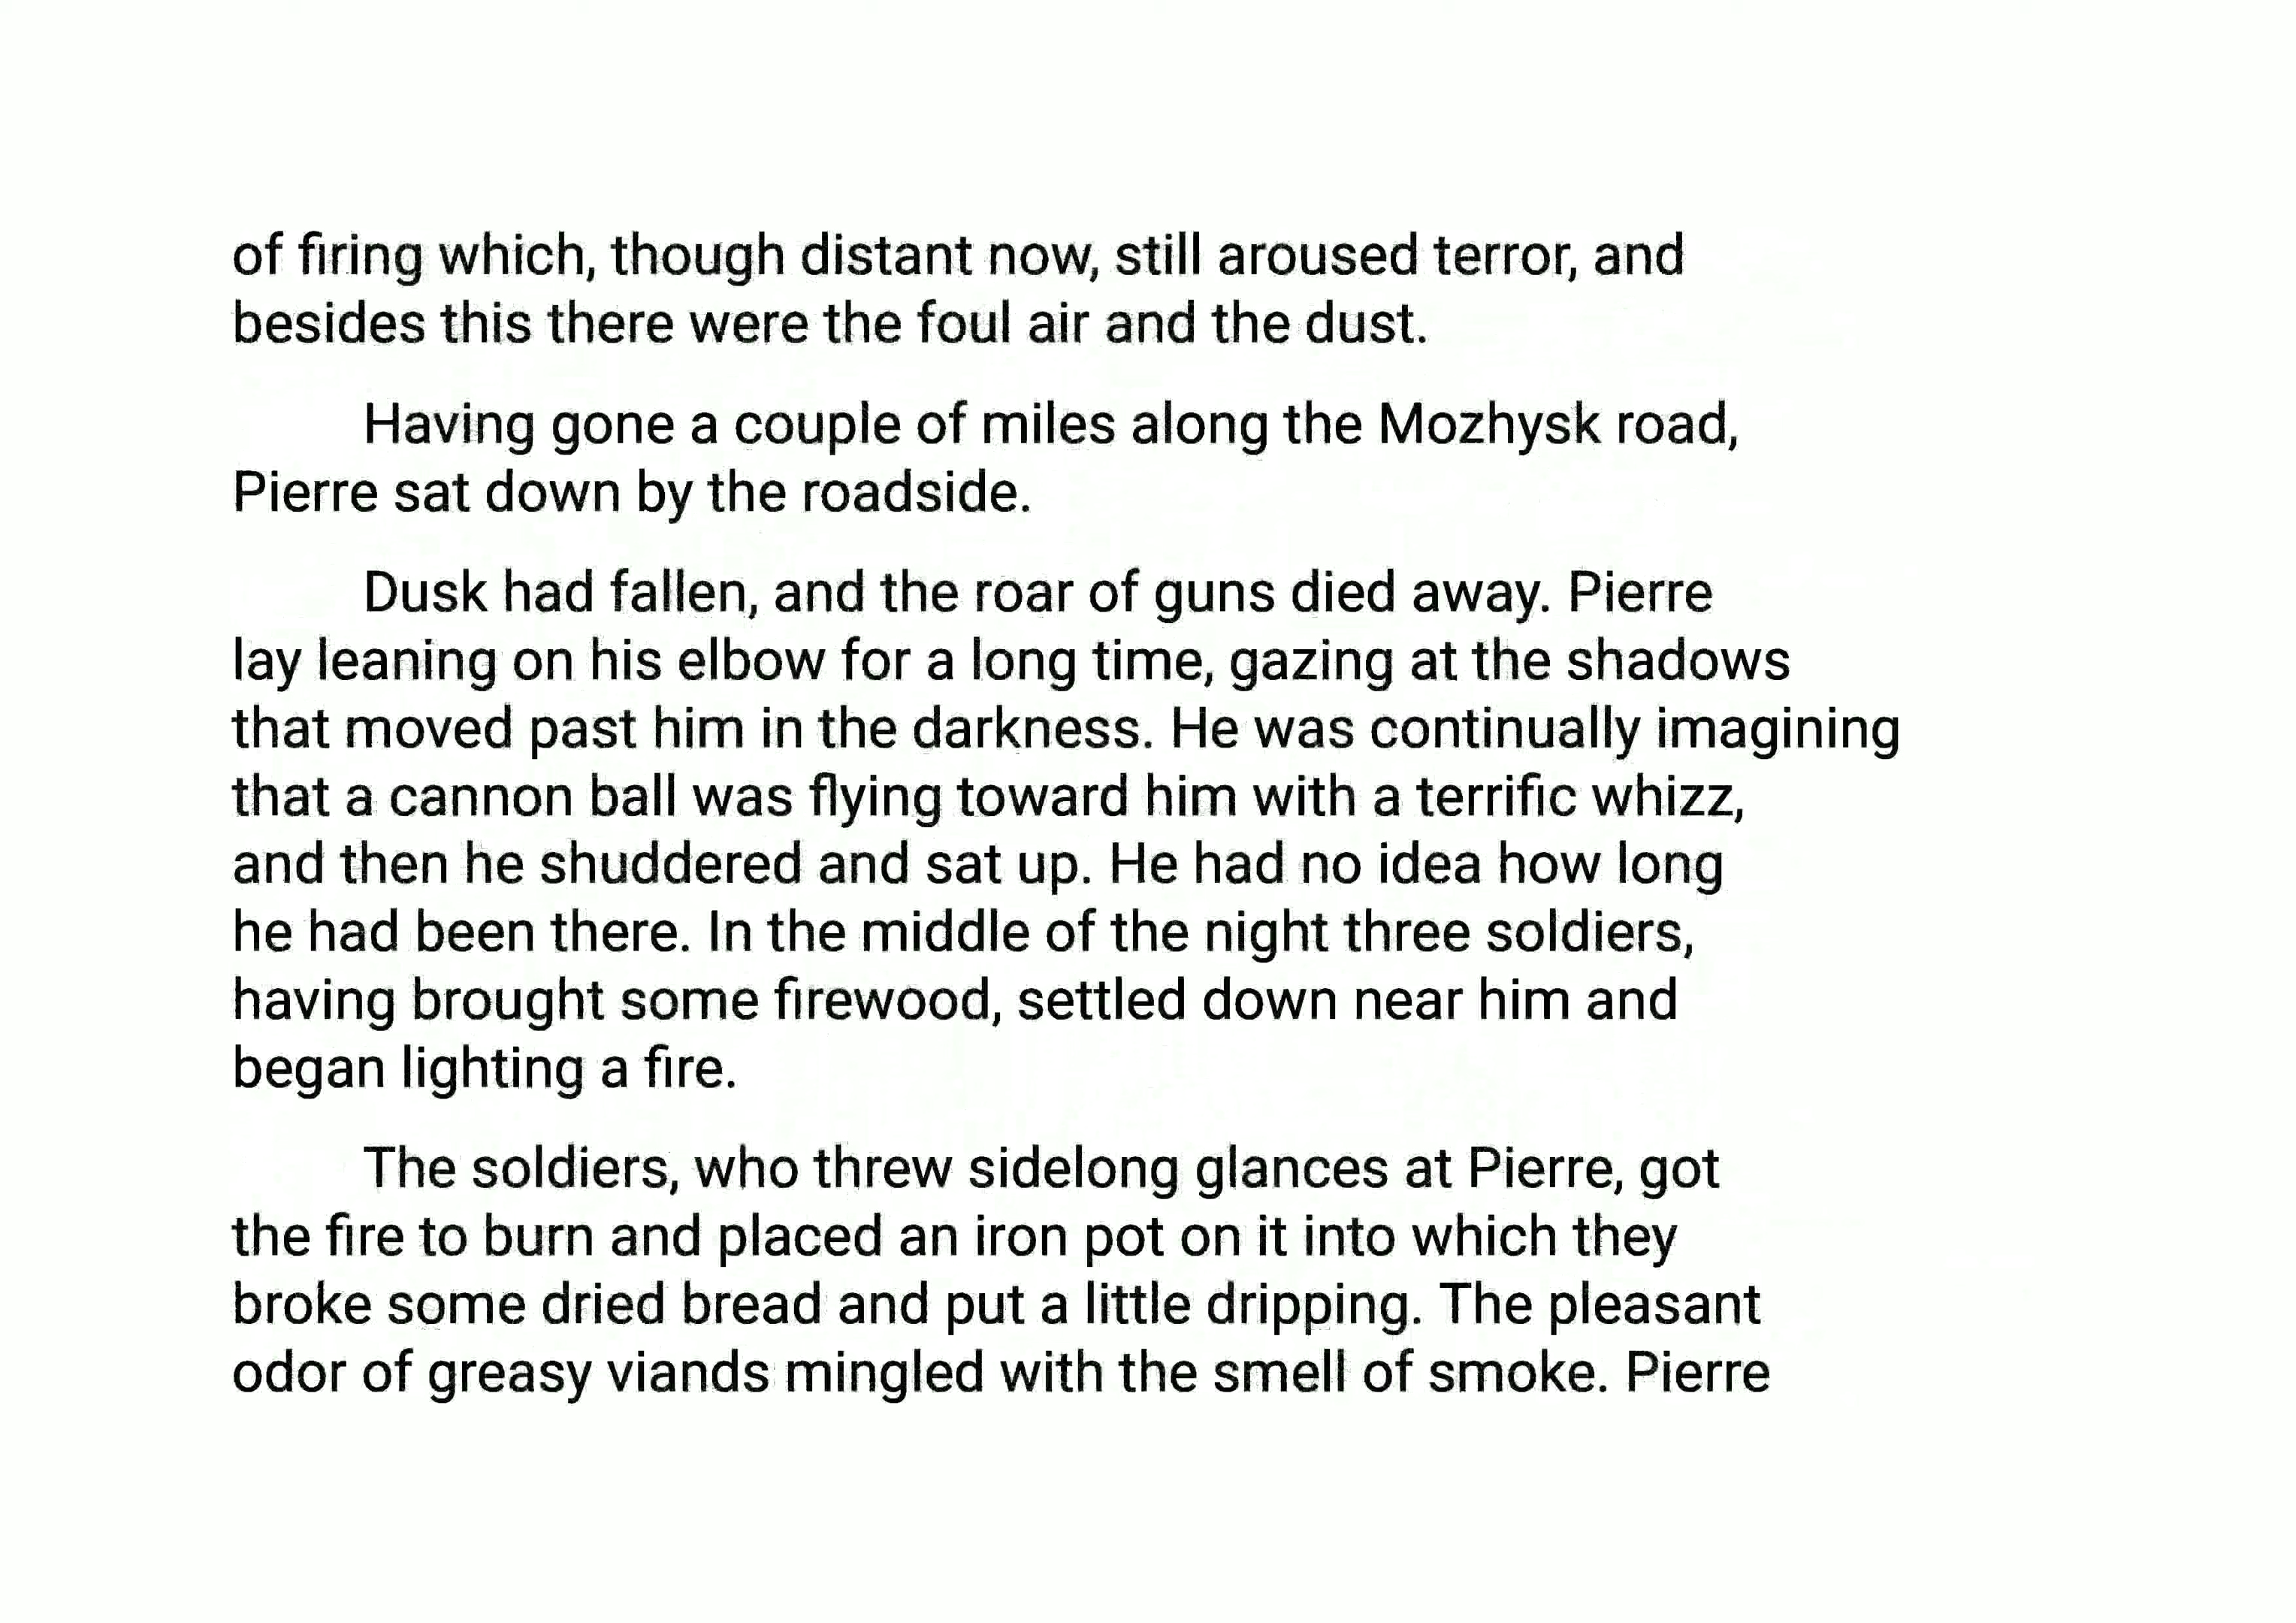 of firing which, though distant now, still aroused terror, and
besides this there were the foul air and the dust.
Having gone a couple of miles along the Mozhysk road,
Pierre sat down by the roadside.
Dusk had fallen, and the roar of guns died away. Pierre
lay leaning on his elbow for a long time, gazing at the shadows
that moved past him in the darkness. He was continually imagining
that a cannon ball was flying toward him with a terrific whizz,
and then he shuddered and sat up. He had no idea how long
he had been there. In the middle of the night three soldiers,
having brought some firewood, settled down near him and
began lighting a fire.
The soldiers, who threw sidelong glances at Pierre, got
the fire to burn and placed an iron pot on it into which they
broke some dried bread and put a little dripping. The pleasant
odor of greasy viands mingled with the smell of smoke. Pierre